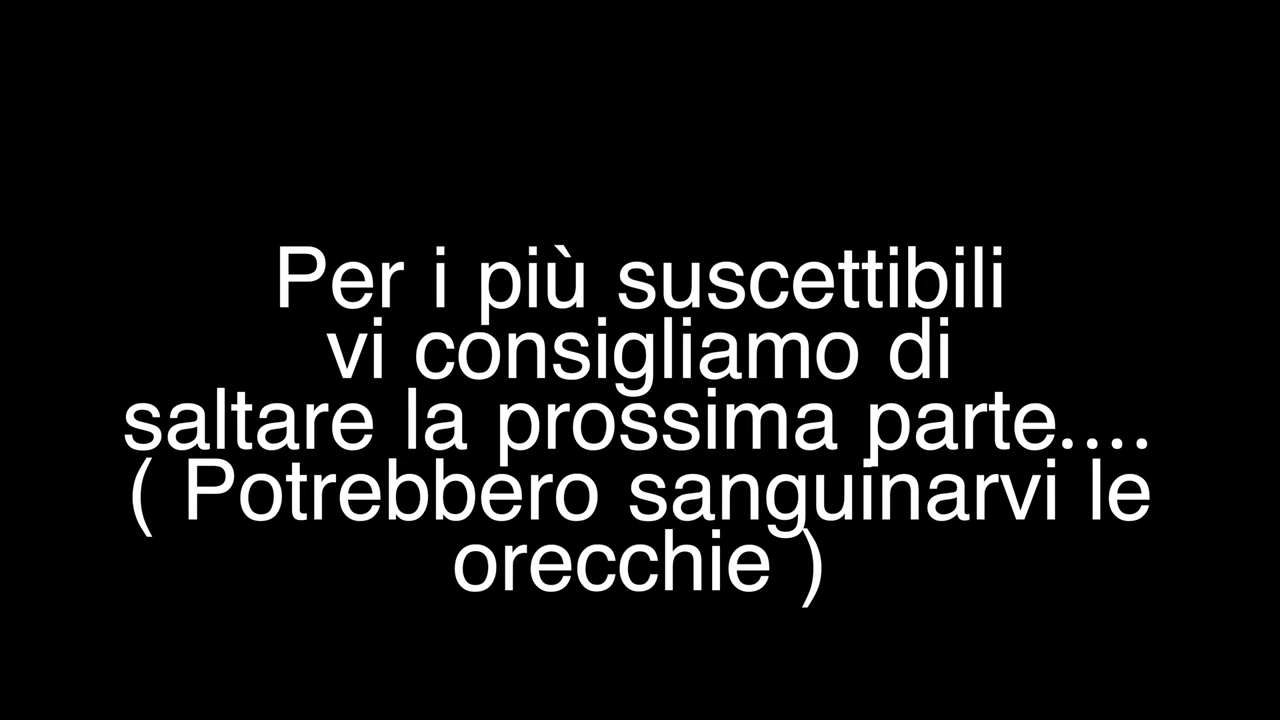 Per i più suscettibili
vi consigliamo di
saltare la prossima parte....
( Potrebbero sanguinarvi le
orecchie )